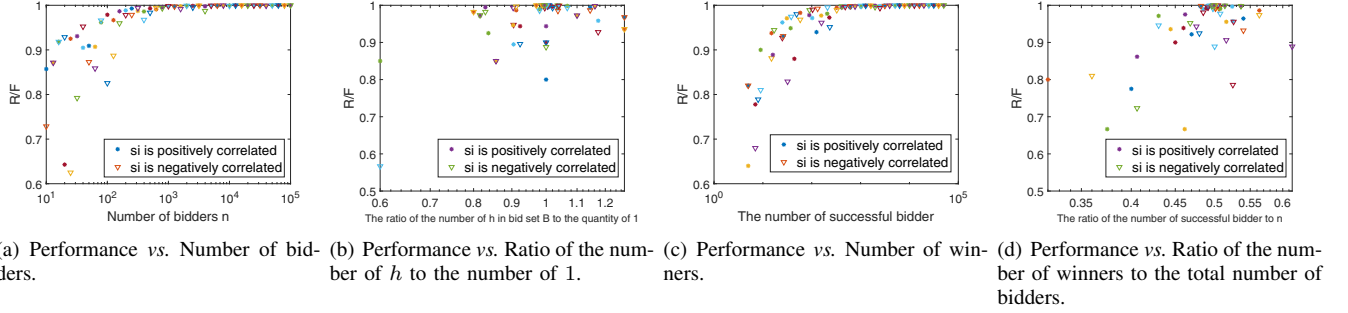 1
0.9
0.8
0.7
0.6
R/F
si is positively correlated
si is negatively correlated
10^1 10^2 10^3 10^4 10^5
Number of bidders n
1
0.9
0.8
0.7
0.6
0.5
R/F
si is positively correlated
si is negatively correlated
0.6 0.7 0.8 0.9 1 1.1 1.2
The ratio of the number of h in bid set B to the quantity of 1
1
0.9
0.8
0.7
0.6
R/F
si is positively correlated
si is negatively correlated
10^0 10^5
The number of successful bidder
1
0.9
0.8
0.7
0.6
0.5
R/F
si is positively correlated
si is negatively correlated
0.35 0.4 0.45 0.5 0.55 0.6
The ratio of the number of successful bidder to n
(a) Performance vs. Number of bid-
ders.
(b) Performance vs. Ratio of the num-
ber of h to the number of 1.
(c) Performance vs. Number of win-
ners.
(d) Performance vs. Ratio of the num-
ber of winners to the total number of
bidders.